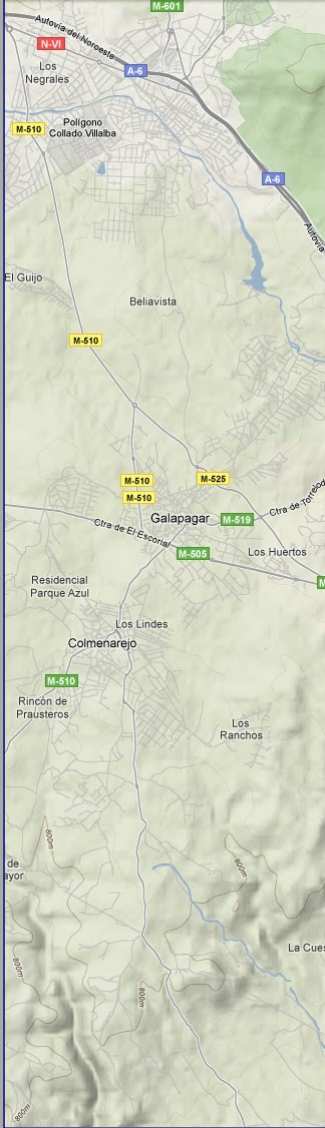 M-601
Autovía del Noroeste
N-VI
Los
Negrales
A-6
M-510
Polígono
Collado Villalba
A-6
Autovía
El Guijo
Beliavista
M-510
M-510
M-525
M-510
Galapagar
M-519
Ctra de Torrelod
Ctra de El Escorial
M-505
Los Huertos
M
Residencial
Parque Azul
Los Lindes
Colmenarejo
M-510
Rincón de
Prausteros
Los
Ranchos
800m
de
ayor
800m
La Cues
800m
800m
800m